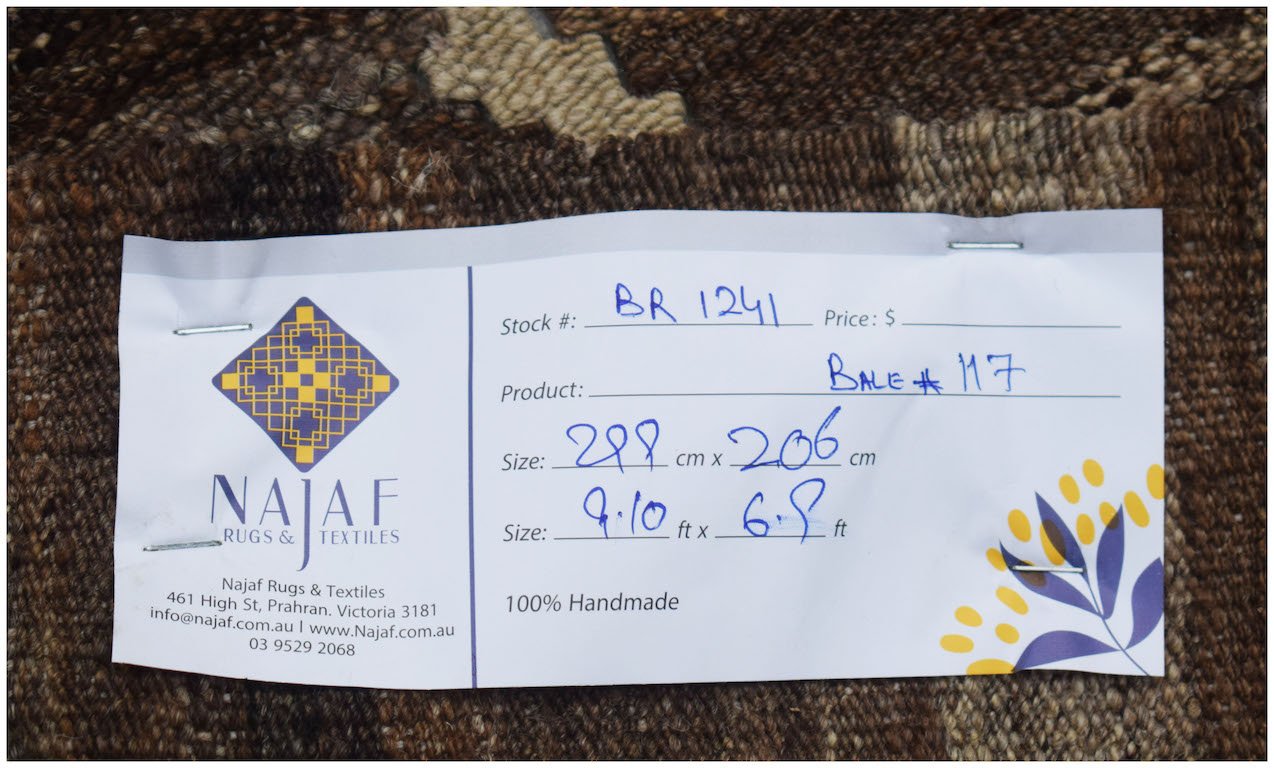 NAJAF
RUGS & TEXTILES
Najaf Rugs & Textiles
461 High St, Prahran. Victoria 3181
info@najaf.com.au | www.Najaf.com.au
03 9529 2068
Stock #: BR 1241 Price: $
Product: BALE # 117
Size: 299 cm x 206 cm
Size: 9.10 ft x 6.9 ft
100% Handmade